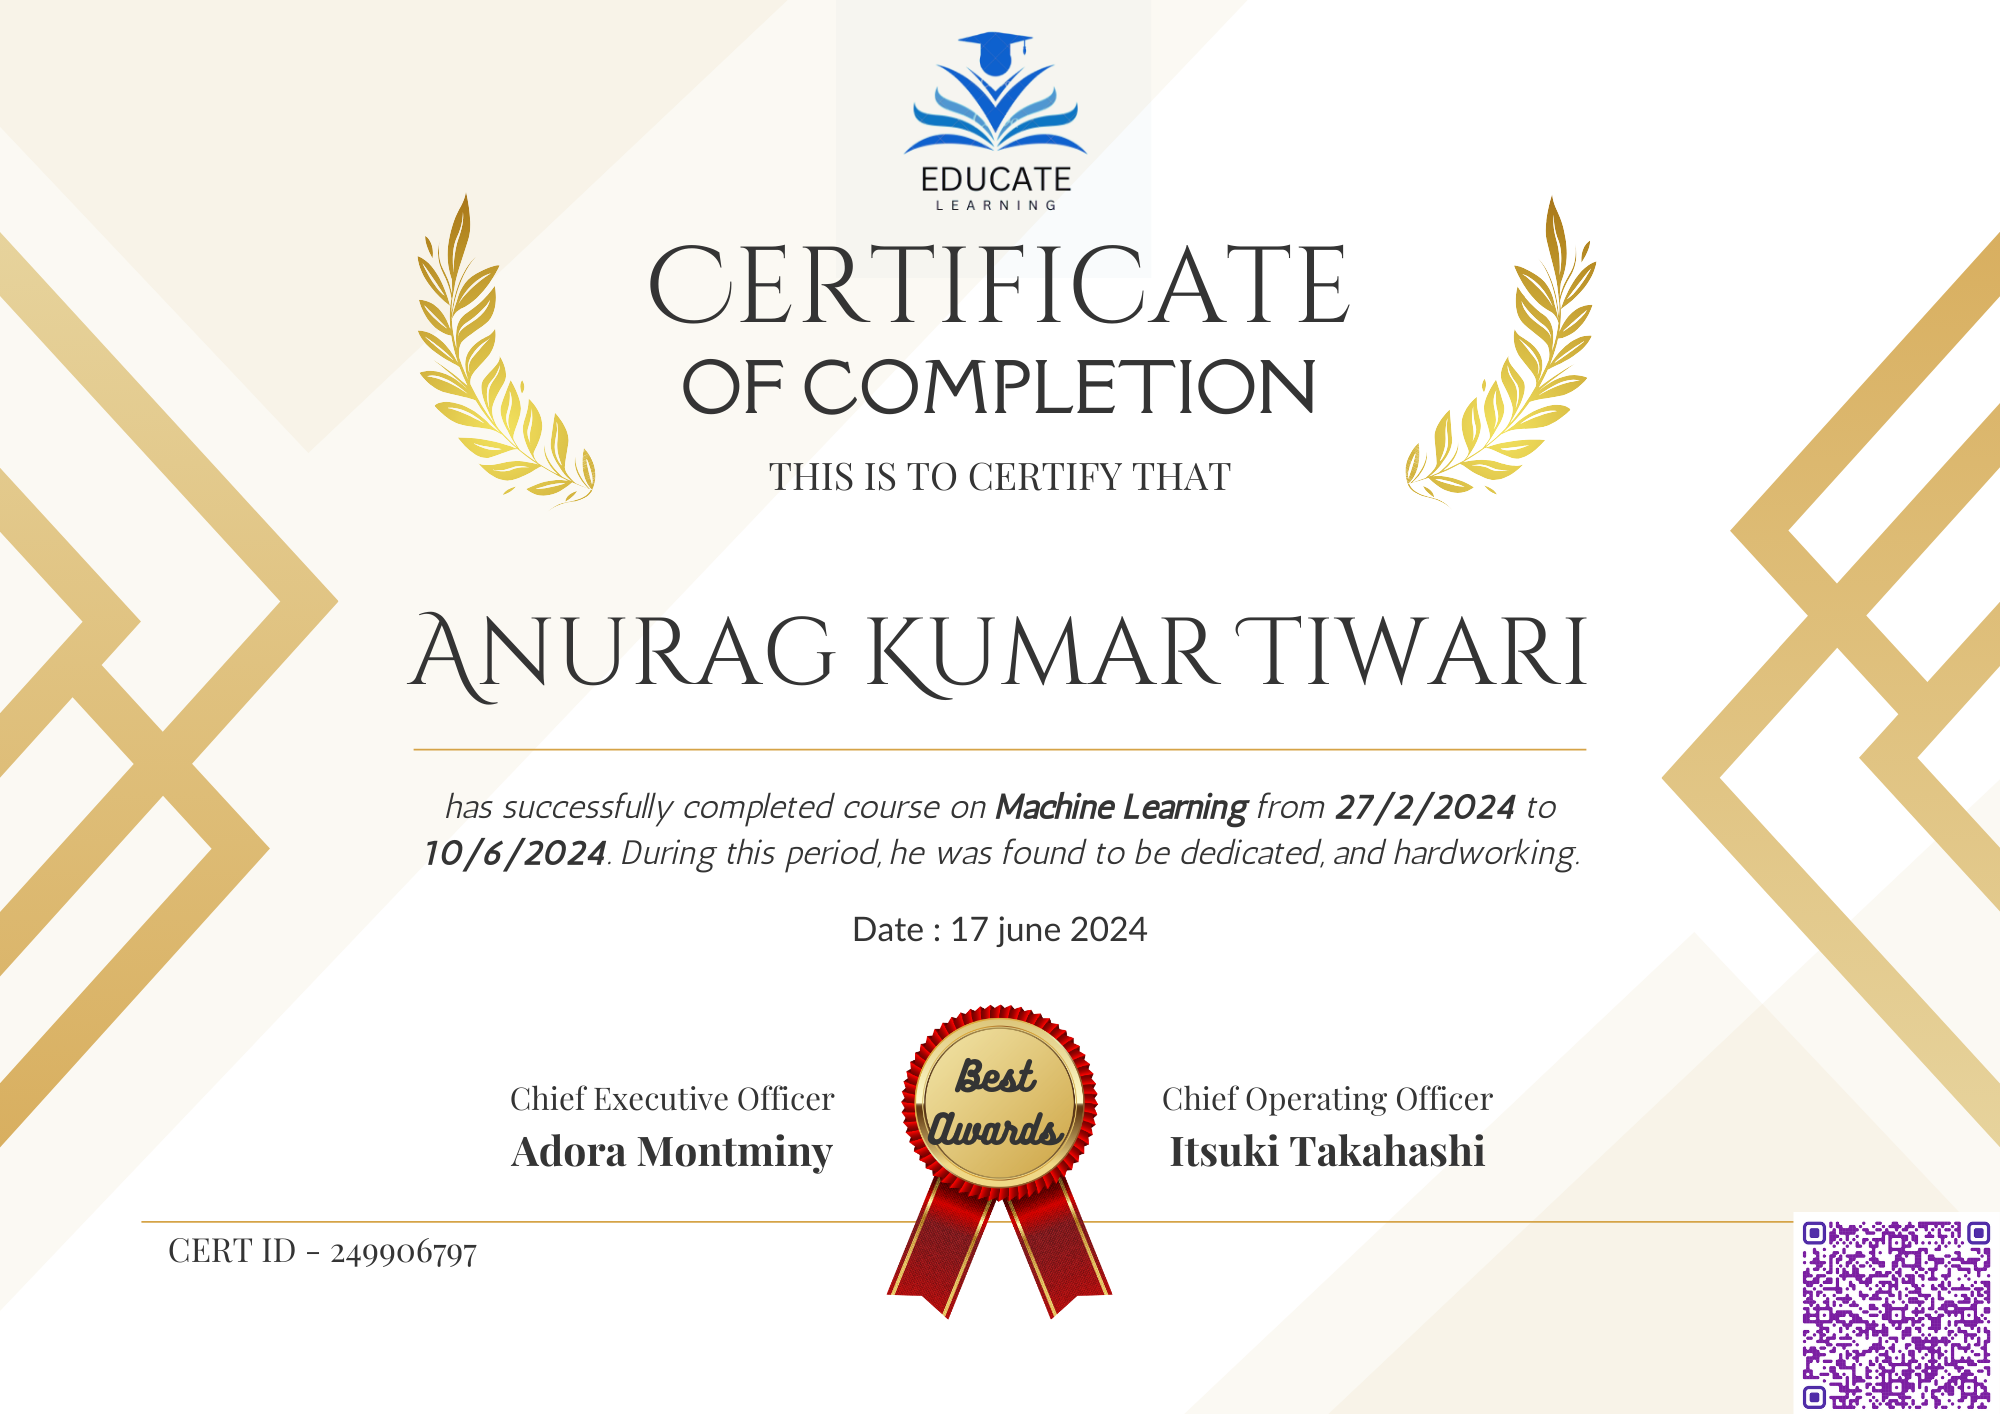 EDUCATE
LEARNING
CERTIFICATE
OF COMPLETION
THIS IS TO CERTIFY THAT
ANURAG KUMAR TIWARI
has successfully completed course on Machine Learning from 27/2/2024 to
10/6/2024. During this period, he was found to be dedicated, and hardworking.
Date : 17 june 2024
Best
Awards
Chief Executive Officer
Adora Montminy
Chief Operating Officer
Itsuki Takahashi
CERT ID - 249906797